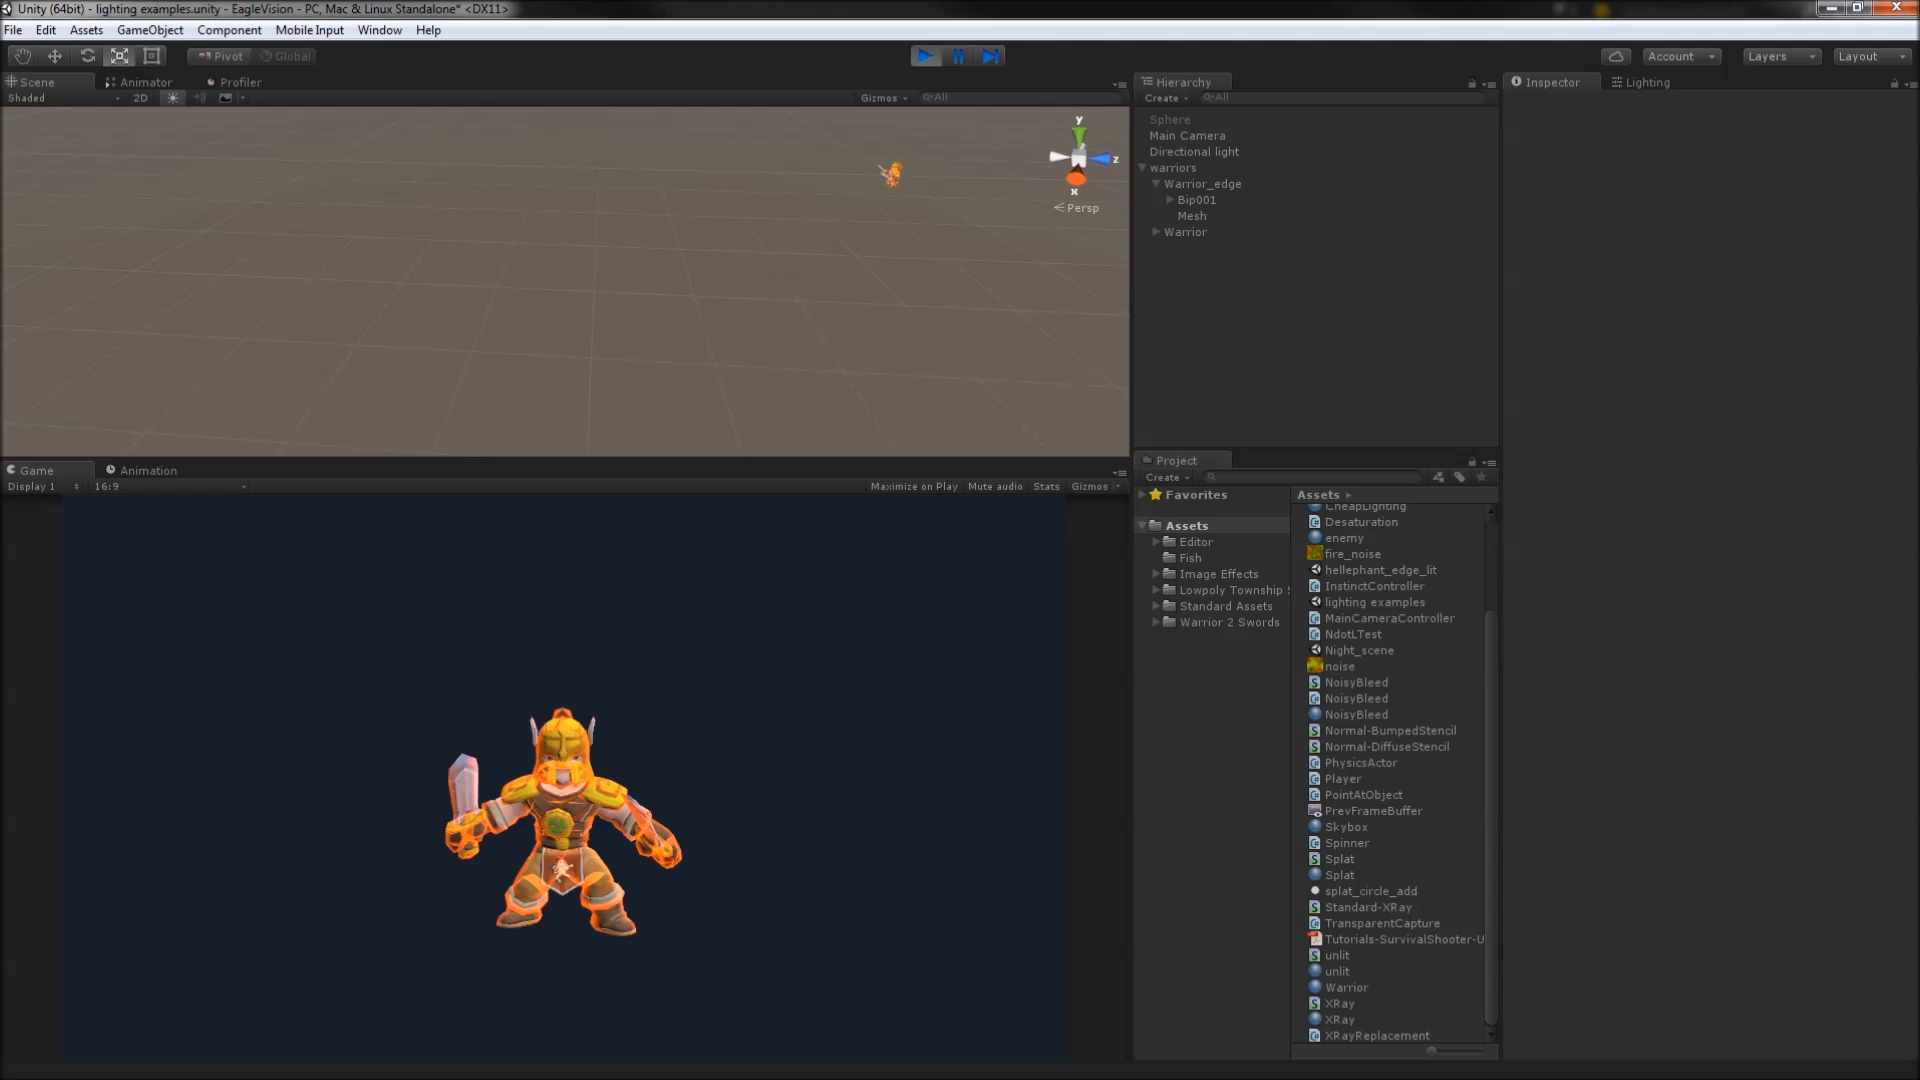 Unity (64bit) - lighting examples.unity - EagleVision - PC, Mac & Linux Standalone* <DX11>
File Edit Assets GameObject Component Mobile Input Window Help
Pivot Global Account Layers Layout
Scene Animator Profiler
Shaded 2D Gizmos All
y
z
x
Persp
Game Animation
Display 1 16:9 Maximize on Play Mute audio Stats Gizmos
Hierarchy
Create All
Sphere
Main Camera
Directional light
warriors
Warrior_edge
Bip001
Mesh
Warrior
Project
Create
Favorites
Assets
Editor
Fish
Image Effects
Lowpoly Township S
Standard Assets
Warrior 2 Swords
Assets
CheapLighting
Desaturation
enemy
fire_noise
hellephant_edge_lit
InstinctController
lighting examples
MainCameraController
NdotLTest
Night_scene
noise
NoisyBleed
NoisyBleed
NoisyBleed
Normal-BumpedStencil
Normal-DiffuseStencil
PhysicsActor
Player
PointAtObject
PrevFrameBuffer
Skybox
Spinner
Splat
Splat
splat_circle_add
Standard-XRay
TransparentCapture
Tutorials-SurvivalShooter-U
unlit
unlit
Warrior
XRay
XRay
XRayReplacement
Inspector Lighting